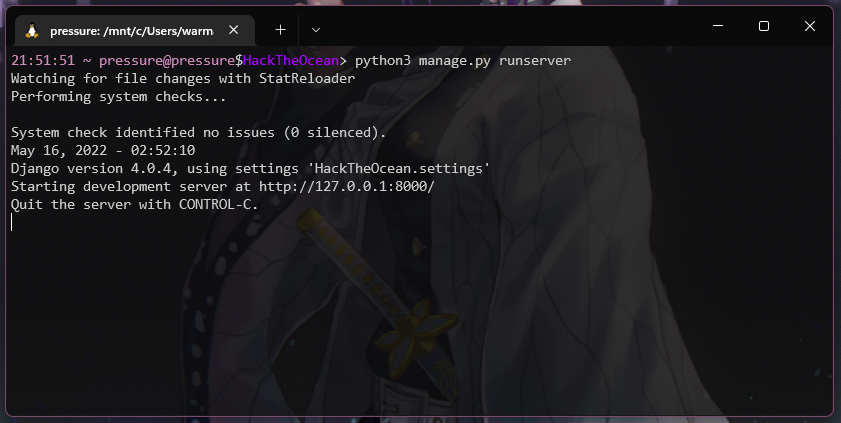 pressure: /mnt/c/Users/warm
21:51:51 ~ pressure@pressure$HackTheOcean> python3 manage.py runserver
Watching for file changes with StatReloader
Performing system checks...
System check identified no issues (0 silenced).
May 16, 2022 - 02:52:10
Django version 4.0.4, using settings 'HackTheOcean.settings'
Starting development server at http://127.0.0.1:8000/
Quit the server with CONTROL-C.